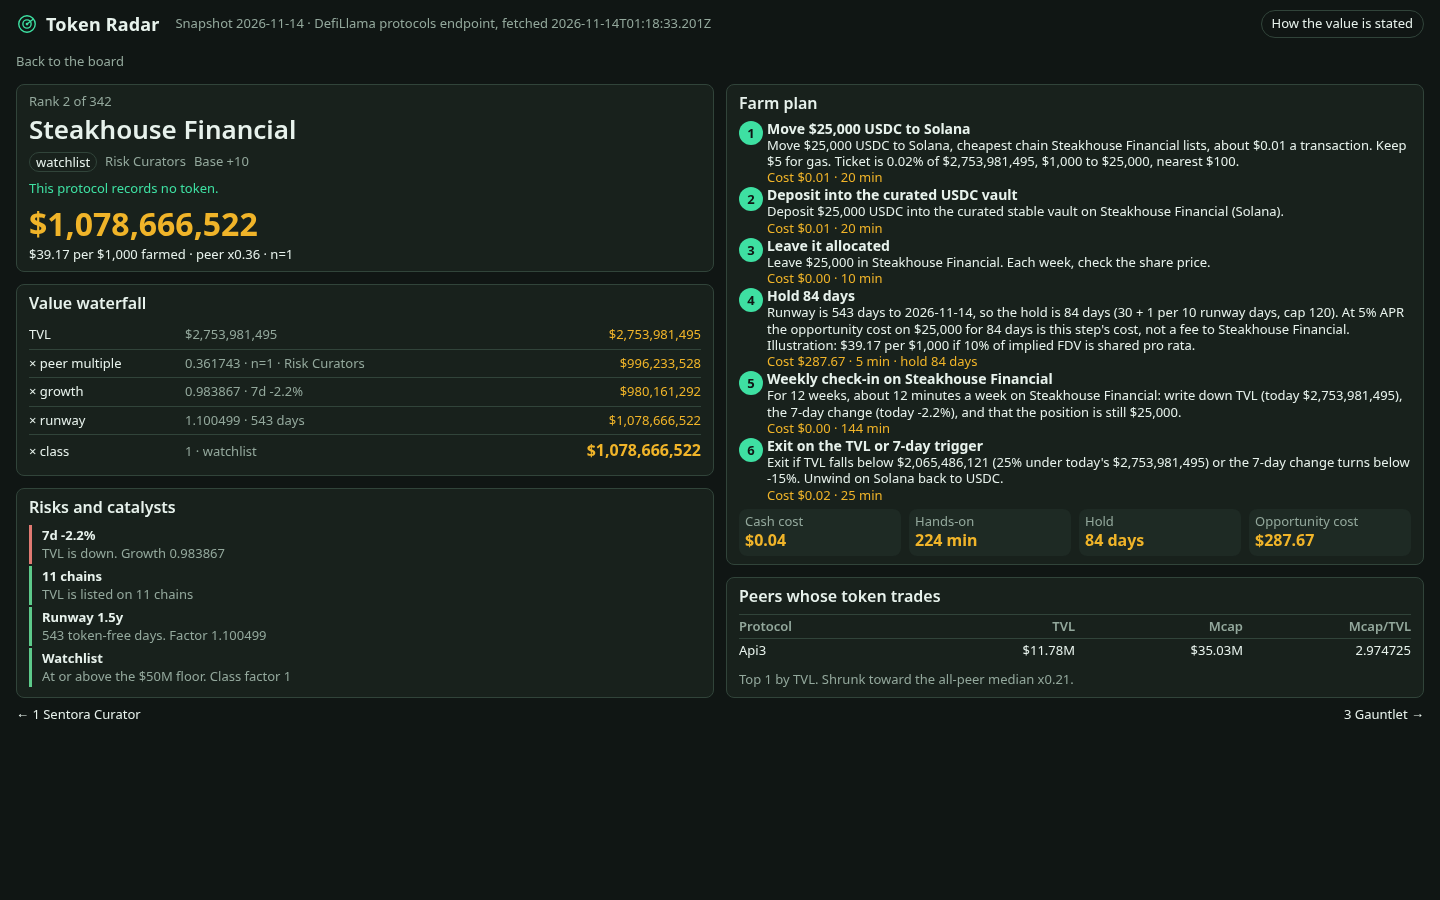 Token Radar
Snapshot 2026-11-14 · DefiLlama protocols endpoint, fetched 2026-11-14T01:18:33.201Z
How the value is stated
Back to the board
Rank 2 of 342
Steakhouse Financial
watchlist Risk Curators Base +10
This protocol records no token.
$1,078,666,522
$39.17 per $1,000 farmed · peer x0.36 · n=1
Value waterfall
TVL $2,753,981,495 $2,753,981,495
× peer multiple 0.361743 · n=1 · Risk Curators $996,233,528
× growth 0.983867 · 7d -2.2% $980,161,292
× runway 1.100499 · 543 days $1,078,666,522
× class 1 · watchlist $1,078,666,522
Risks and catalysts
7d -2.2%
TVL is down. Growth 0.983867
11 chains
TVL is listed on 11 chains
Runway 1.5y
543 token-free days. Factor 1.100499
Watchlist
At or above the $50M floor. Class factor 1
Farm plan
1 Move $25,000 USDC to Solana
Move $25,000 USDC to Solana, cheapest chain Steakhouse Financial lists, about $0.01 a transaction. Keep
$5 for gas. Ticket is 0.02% of $2,753,981,495, $1,000 to $25,000, nearest $100.
Cost $0.01 · 20 min
2 Deposit into the curated USDC vault
Deposit $25,000 USDC into the curated stable vault on Steakhouse Financial (Solana).
Cost $0.01 · 20 min
3 Leave it allocated
Leave $25,000 in Steakhouse Financial. Each week, check the share price.
Cost $0.00 · 10 min
4 Hold 84 days
Runway is 543 days to 2026-11-14, so the hold is 84 days (30 + 1 per 10 runway days, cap 120). At 5% APR
the opportunity cost on $25,000 for 84 days is this step's cost, not a fee to Steakhouse Financial.
Illustration: $39.17 per $1,000 if 10% of implied FDV is shared pro rata.
Cost $287.67 · 5 min · hold 84 days
5 Weekly check-in on Steakhouse Financial
For 12 weeks, about 12 minutes a week on Steakhouse Financial: write down TVL (today $2,753,981,495),
the 7-day change (today -2.2%), and that the position is still $25,000.
Cost $0.00 · 144 min
6 Exit on the TVL or 7-day trigger
Exit if TVL falls below $2,065,486,121 (25% under today's $2,753,981,495) or the 7-day change turns below
-15%. Unwind on Solana back to USDC.
Cost $0.02 · 25 min
Cash cost Hands-on Hold Opportunity cost
$0.04 224 min 84 days $287.67
Peers whose token trades
Protocol TVL Mcap Mcap/TVL
Api3 $11.78M $35.03M 2.974725
Top 1 by TVL. Shrunk toward the all-peer median x0.21.
← 1 Sentora Curator
3 Gauntlet →